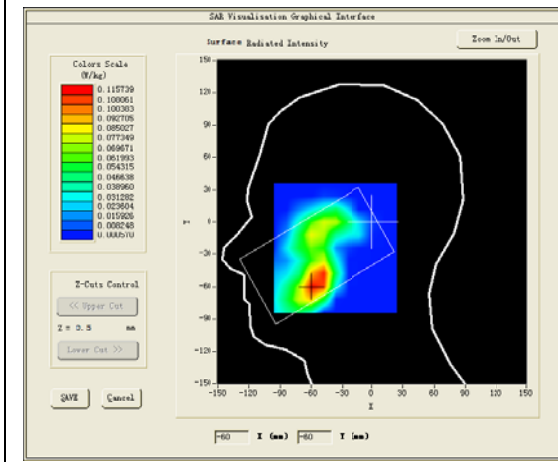 SAR Visualisation Graphical Interface
Surface Radiated Intensity
Zoom In/Out
Colors Scale
(W/kg)
0.115739
0.108061
0.100383
0.092705
0.085027
0.077349
0.069671
0.061993
0.054315
0.046638
0.038960
0.031282
0.023604
0.015926
0.008248
0.000570
Z-Cuts Control
<< Upper Cut
Z = 0.5 mm
Lower Cut >>
SAVE
Cancel
150
120
90
60
30
Y
0
-30
-60
-90
-120
-150
-150
-120
-90
-60
-30
0
30
60
90
120
150
X
-60 X (mm) -60 Y (mm)